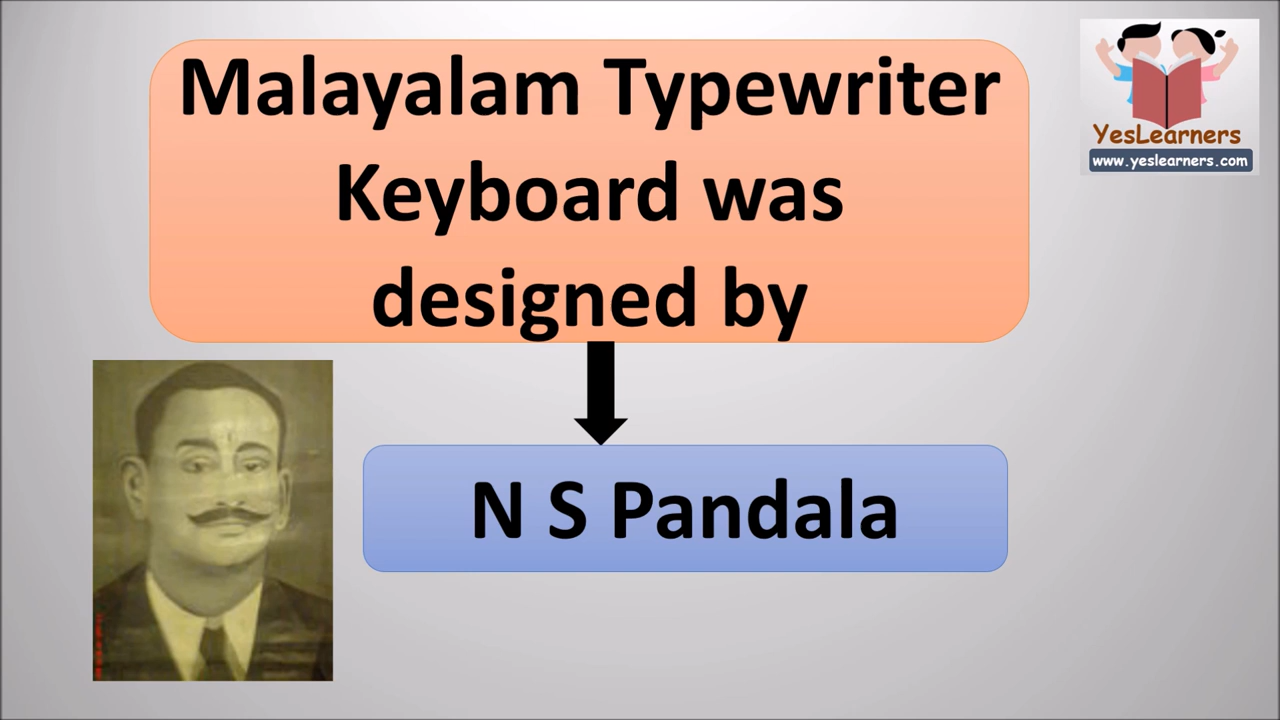 Malayalam Typewriter
Keyboard was
designed by
N S Pandala
YesLearners
www.yeslearners.com